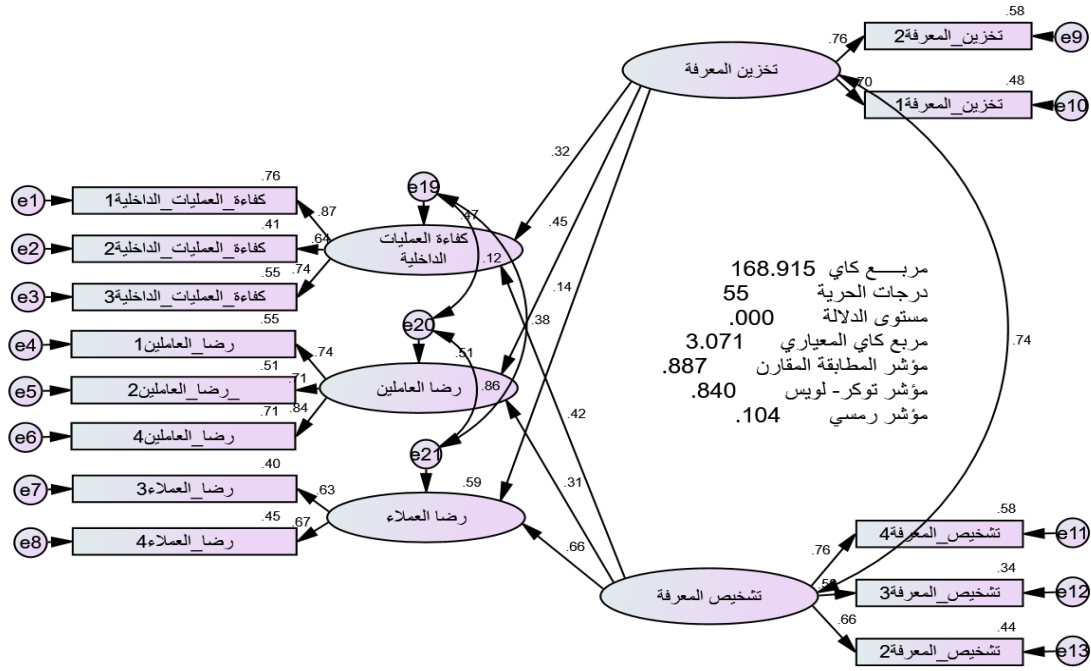 .58
تخزين_المعرفة2
e9
.76
تخزين المعرفة
.48
.70
تخزين_المعرفة1
e10
.32
.76
e19
e1
كفاءة_العمليات_الداخلية1
.87
.47
.45
.41
كفاءة العمليات
الداخلية
e2
كفاءة_العمليات_الداخلية2
.64
.12
.14
.55
.74
e3
كفاءة_العمليات_الداخلية3
مربع كاي 168.915
درجات الحرية 55
مستوى الدلالة .000
مربع كاي المعياري 3.071
مؤشر المطابقة المقارن .887
مؤشر توكر- لويس .840
مؤشر رمسي .104
.74
.55
e20
.38
e4
رضا_العاملين1
.74
.51
.51
رضا العاملين
.86
e5
رضا_العاملين2_
.71
.71
.84
.42
e6
رضا_العاملين4
e21
.40
.59
.31
e7
رضا_العملاء3
.63
رضا العملاء
.45
.67
e8
رضا_العملاء4
.66
.58
تشخيص_المعرفة4
e11
.76
.34
تشخيص المعرفة
تشخيص_المعرفة3
e12
.66
.44
تشخيص_المعرفة2
e13